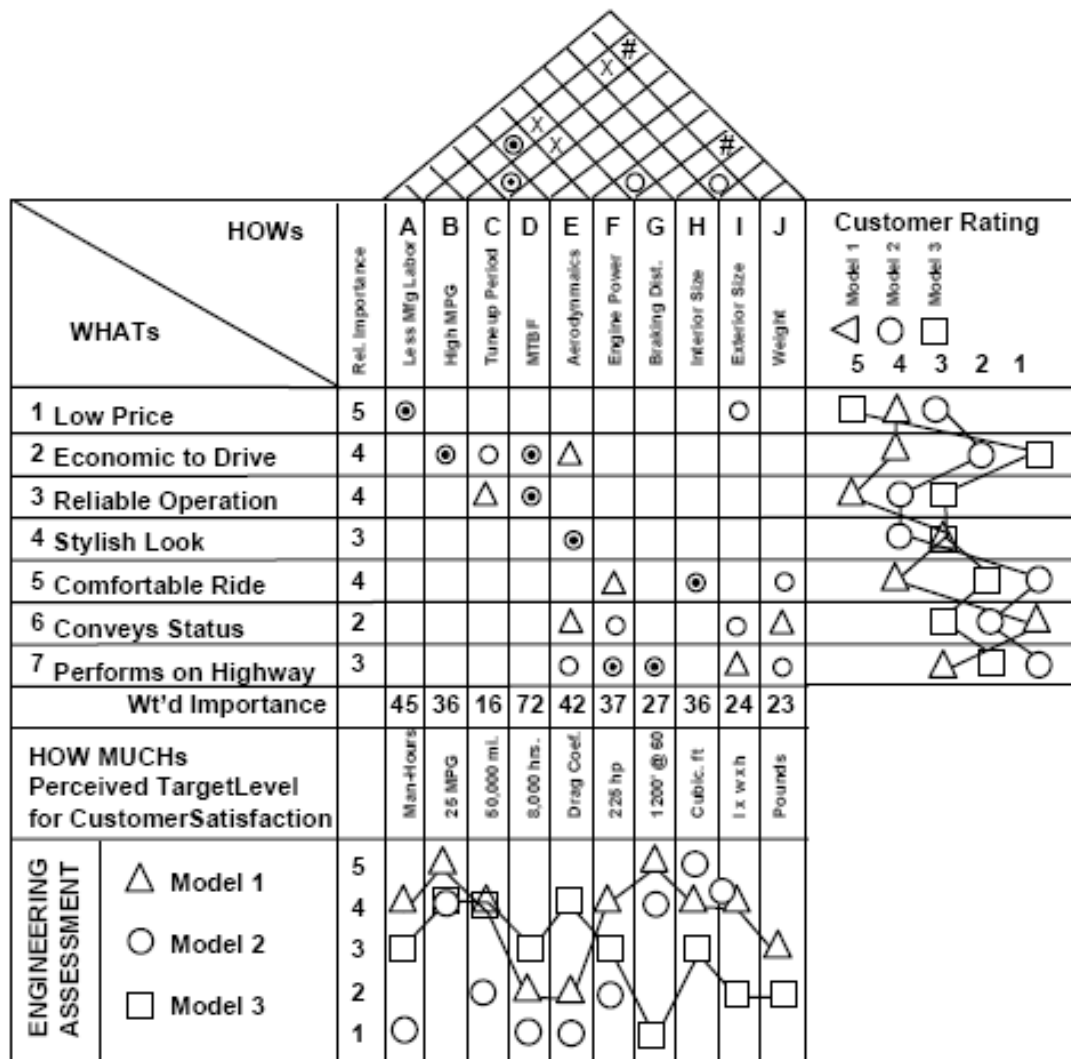 #
X
X
X
#
HOWs
WHATs
Rel. Importance
A B C D E F G H I J
Less Mfg Labor
High MPG
Tuneup Period
MTBF
Aerodynmaics
Engine Power
Braking Dist.
Interior Size
Exterior Size
Weight
Customer Rating
Model 1
Model 2
Model 3
5 4 3 2 1
1 Low Price 5
2 Economic to Drive 4
3 Reliable Operation 4
4 Stylish Look 3
5 Comfortable Ride 4
6 Conveys Status 2
7 Performs on Highway 3
Wt'd Importance 45 36 16 72 42 37 27 36 24 23
HOW MUCHs
Perceived TargetLevel
for CustomerSatisfaction
Man-Hours
25 MPG
50,000 mi.
8,000 hrs.
Drag Coef.
225 hp
1200' @ 60
Cubic. ft
l x w x h
Pounds
ENGINEERING
ASSESSMENT
Model 1
Model 2
Model 3
5
4
3
2
1